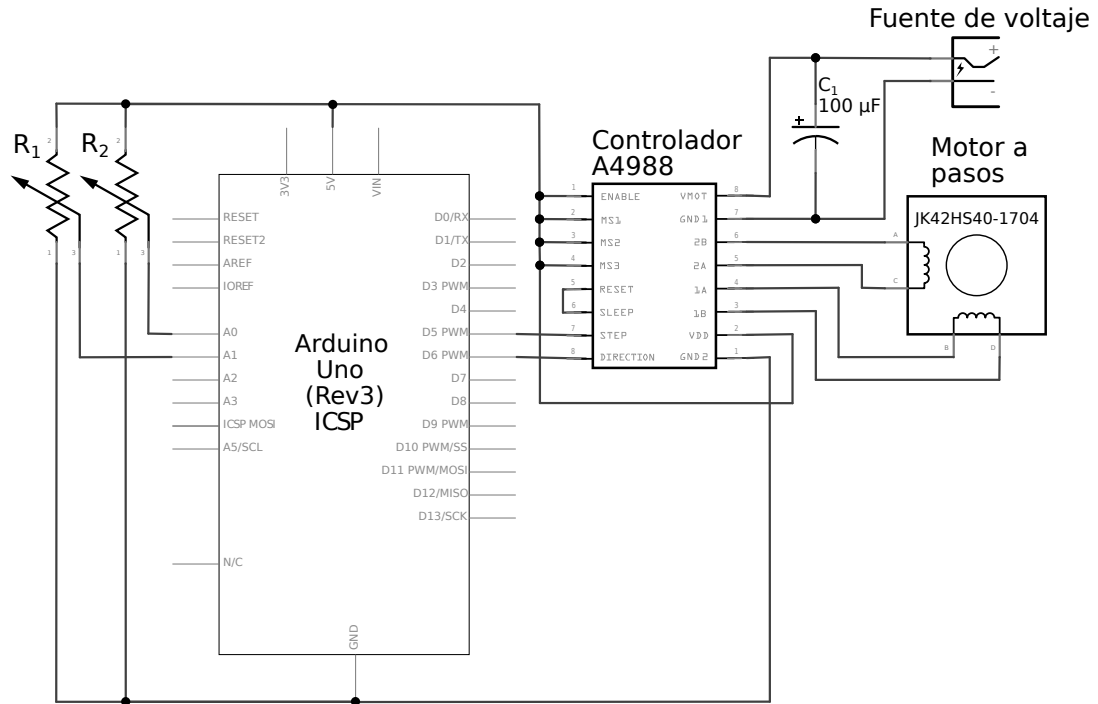 Fuente de voltaje
+
-
C1
100 µF
+
R1
2
1
3
R2
2
1
3
3V3
5V
VIN
RESET
RESET2
AREF
IOREF
A0
A1
A2
A3
ICSP MOSI
A5/SCL
N/C
Arduino
Uno
(Rev3)
ICSP
D0/RX
D1/TX
D2
D3 PWM
D4
D5 PWM
D6 PWM
D7
D8
D9 PWM
D10 PWM/SS
D11 PWM/MOSI
D12/MISO
D13/SCK
GND
Controlador
A4988
1 ENABLE
2 MS1
3 MS2
4 MS3
5 RESET
6 SLEEP
7 STEP
8 DIRECTION
VMOT 8
GND1 7
2B 6
2A 5
1A 4
1B 3
VDD 2
GND2 1
Motor a
pasos
JK42HS40-1704
A
C
B
D